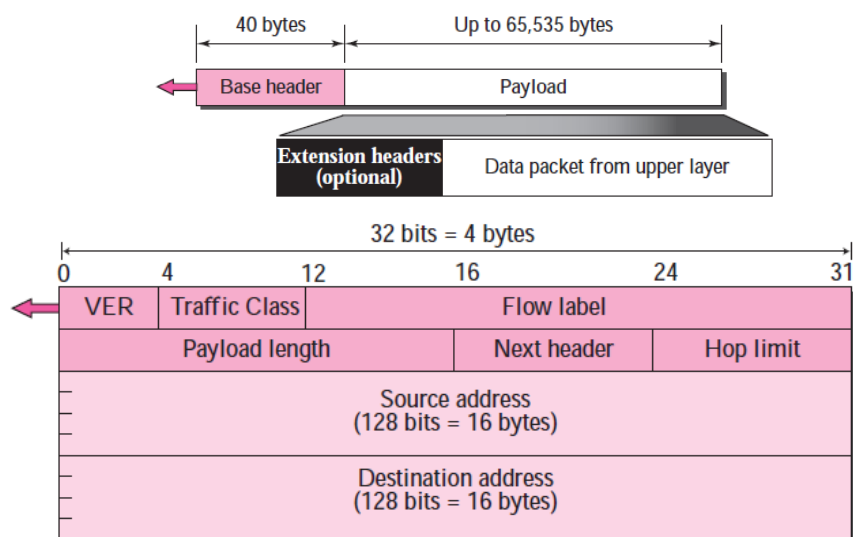 40 bytes
Up to 65,535 bytes
Base header
Payload
Extension headers
(optional)
Data packet from upper layer
32 bits = 4 bytes
0 4 12 16 24 31
VER Traffic Class Flow label
Payload length Next header Hop limit
Source address
(128 bits = 16 bytes)
Destination address
(128 bits = 16 bytes)